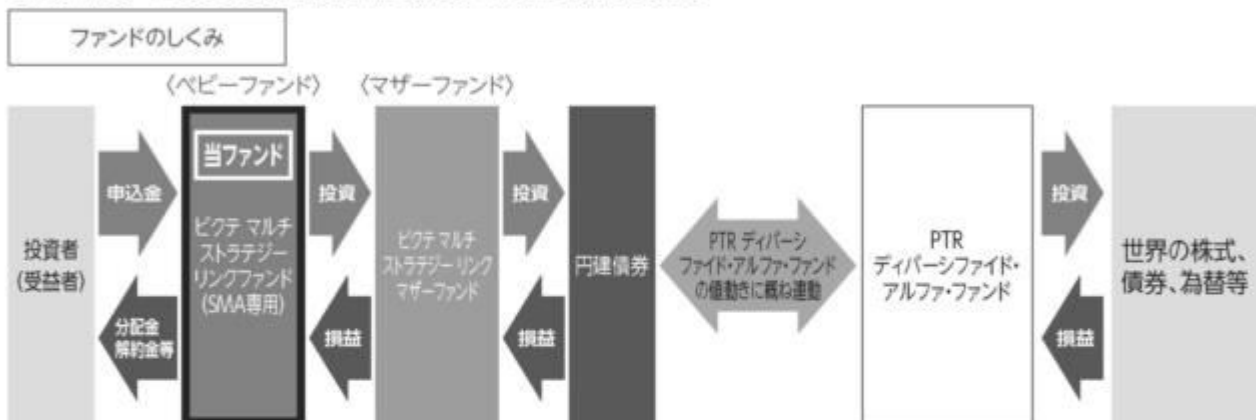 ファンドのしくみ
〈ベビーファンド〉
〈マザーファンド〉
投資者
(受益者)
申込金
分配金
解約金等
当ファンド
ピクテ マルチ
ストラテジー
リンクファンド
(SMA専用)
投資
損益
ピクテ マルチ
ストラテジー リンク
マザーファンド
投資
損益
円建債券
PTR ディバーシ
ファイド・アルファ・ファンド
の値動きに概ね連動
PTR
ディバーシファイド・
アルファ・ファンド
投資
損益
世界の株式、
債券、為替等